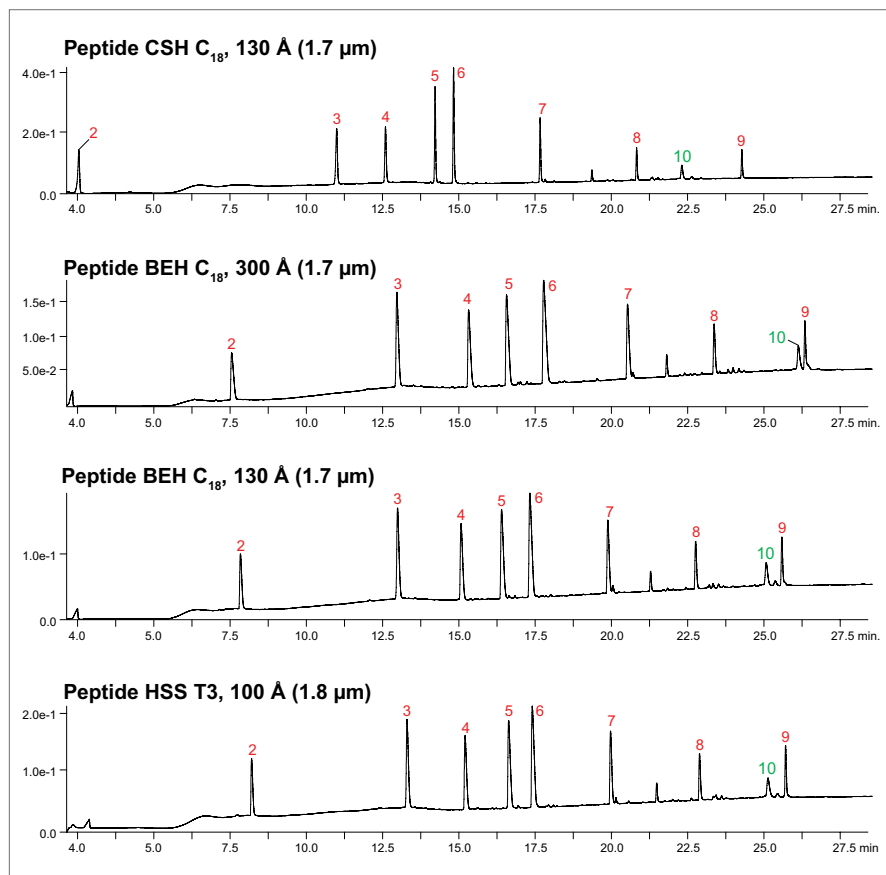 Peptide CSH C₁₈, 130 Å (1.7 µm)
4.0e-1
2.0e-1
0.0
2 3 4 5 6 7 8 10 9
4.0 5.0 7.5 10.0 12.5 15.0 17.5 20.0 22.5 25.0 27.5 min.
Peptide BEH C₁₈, 300 Å (1.7 µm)
1.5e-1
1.0e-1
5.0e-2
2 3 4 5 6 7 8 10 9
4.0 5.0 7.5 10.0 12.5 15.0 17.5 20.0 22.5 25.0 27.5 min.
Peptide BEH C₁₈, 130 Å (1.7 µm)
1.0e-1
0.0
2 3 4 5 6 7 8 10 9
4.0 5.0 7.5 10.0 12.5 15.0 17.5 20.0 22.5 25.0 27.5 min.
Peptide HSS T3, 100 Å (1.8 µm)
2.0e-1
1.0e-1
0.0
2 3 4 5 6 7 8 10 9
4.0 5.0 7.5 10.0 12.5 15.0 17.5 20.0 22.5 25.0 27.5 min.